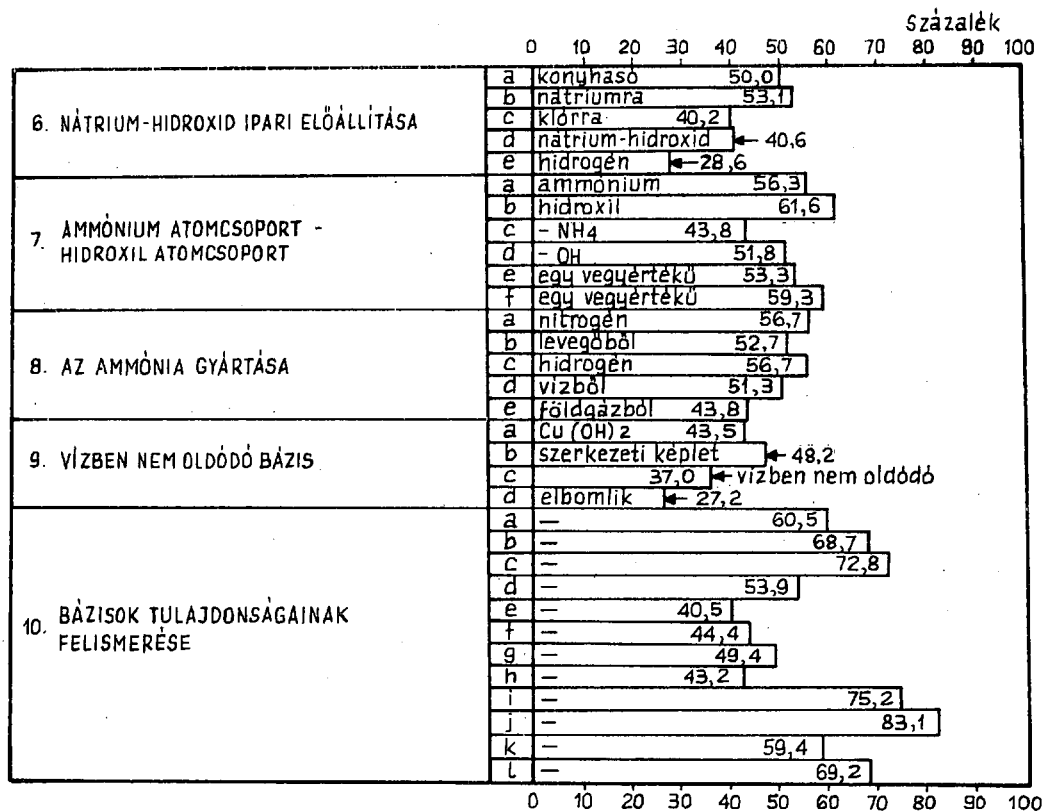 Százalék
0 10 20 30 40 50 60 70 80 90 100
6. NÁTRIUM-HIDROXID IPARI ELŐÁLLÍTÁSA
a konyhasó 50,0
b nátriumra 53,1
c klórra 40,2
d nátrium-hidroxid 40,6
e hidrogén 28,6
7. AMMÓNIUM ATOMCSOPORT -
HIDROXIL ATOMCSOPORT
a ammónium 56,3
b hidroxil 61,6
c - NH4 43,8
d - OH 51,8
e egy vegyértékű 53,3
f egy vegyértékű 59,3
8. AZ AMMÓNIA GYÁRTÁSA
a nitrogén 56,7
b levegőből 52,7
c hidrogén 56,7
d vízből 51,3
e földgázból 43,8
9. VÍZBEN NEM OLDÓDÓ BÁZIS
a Cu(OH)2 43,5
b szerkezeti képlet 48,2
c 37,0 vízben nem oldódó
d elbomlik 27,2
10. BÁZISOK TULAJDONSÁGAINAK
FELISMERÉSE
a — 60,5
b — 68,7
c — 72,8
d — 53,9
e — 40,5
f — 44,4
g — 49,4
h — 43,2
i — 75,2
j — 83,1
k — 59,4
l — 69,2
0 10 20 30 40 50 60 70 80 90 100